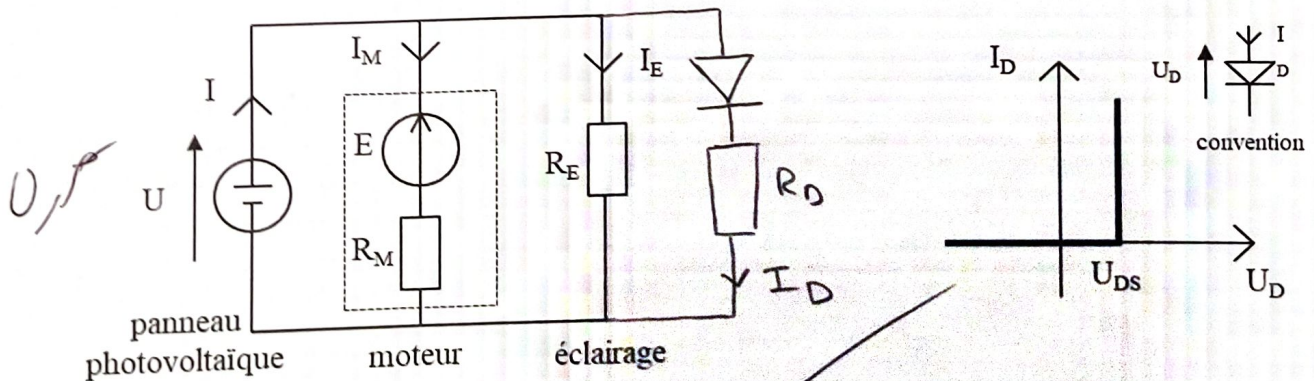 I
U
panneau
photovoltaïque
I_M
E
R_M
moteur
I_E
R_E
éclairage
R_D
I_D
I_D
U_DS
U_D
U_D
I
D
convention